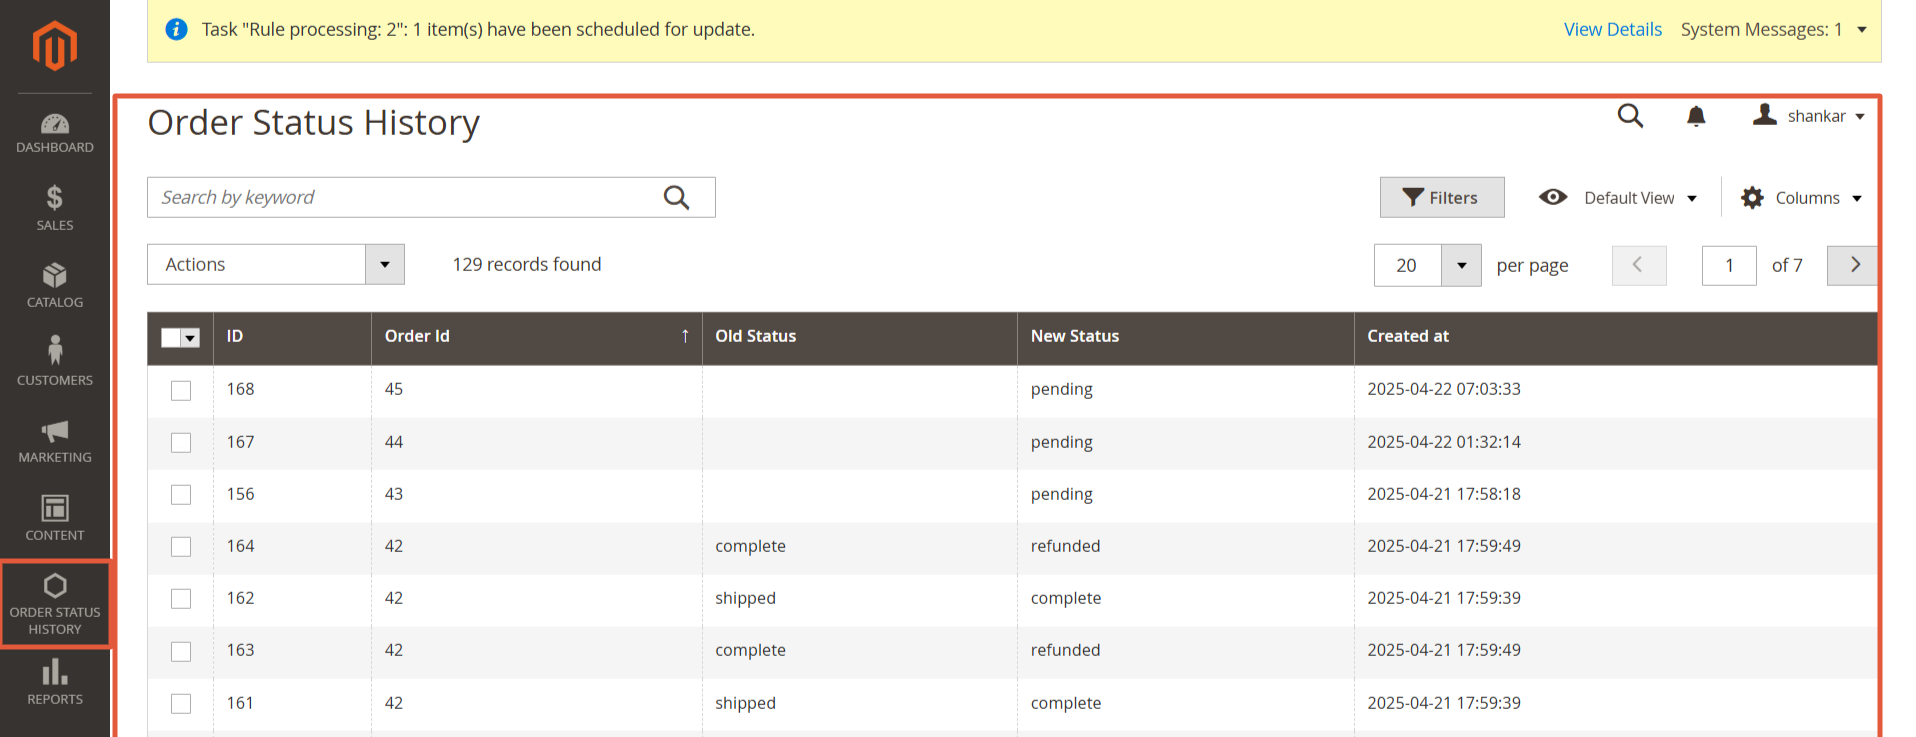 Task "Rule processing: 2": 1 item(s) have been scheduled for update.
View Details
System Messages: 1
DASHBOARD
SALES
CATALOG
CUSTOMERS
MARKETING
CONTENT
ORDER STATUS
HISTORY
REPORTS
Order Status History
shankar
Search by keyword
Filters
Default View
Columns
Actions
129 records found
20 per page
1 of 7
ID Order Id ↑ Old Status New Status Created at
168 45 pending 2025-04-22 07:03:33
167 44 pending 2025-04-22 01:32:14
156 43 pending 2025-04-21 17:58:18
164 42 complete refunded 2025-04-21 17:59:49
162 42 shipped complete 2025-04-21 17:59:39
163 42 complete refunded 2025-04-21 17:59:49
161 42 shipped complete 2025-04-21 17:59:39